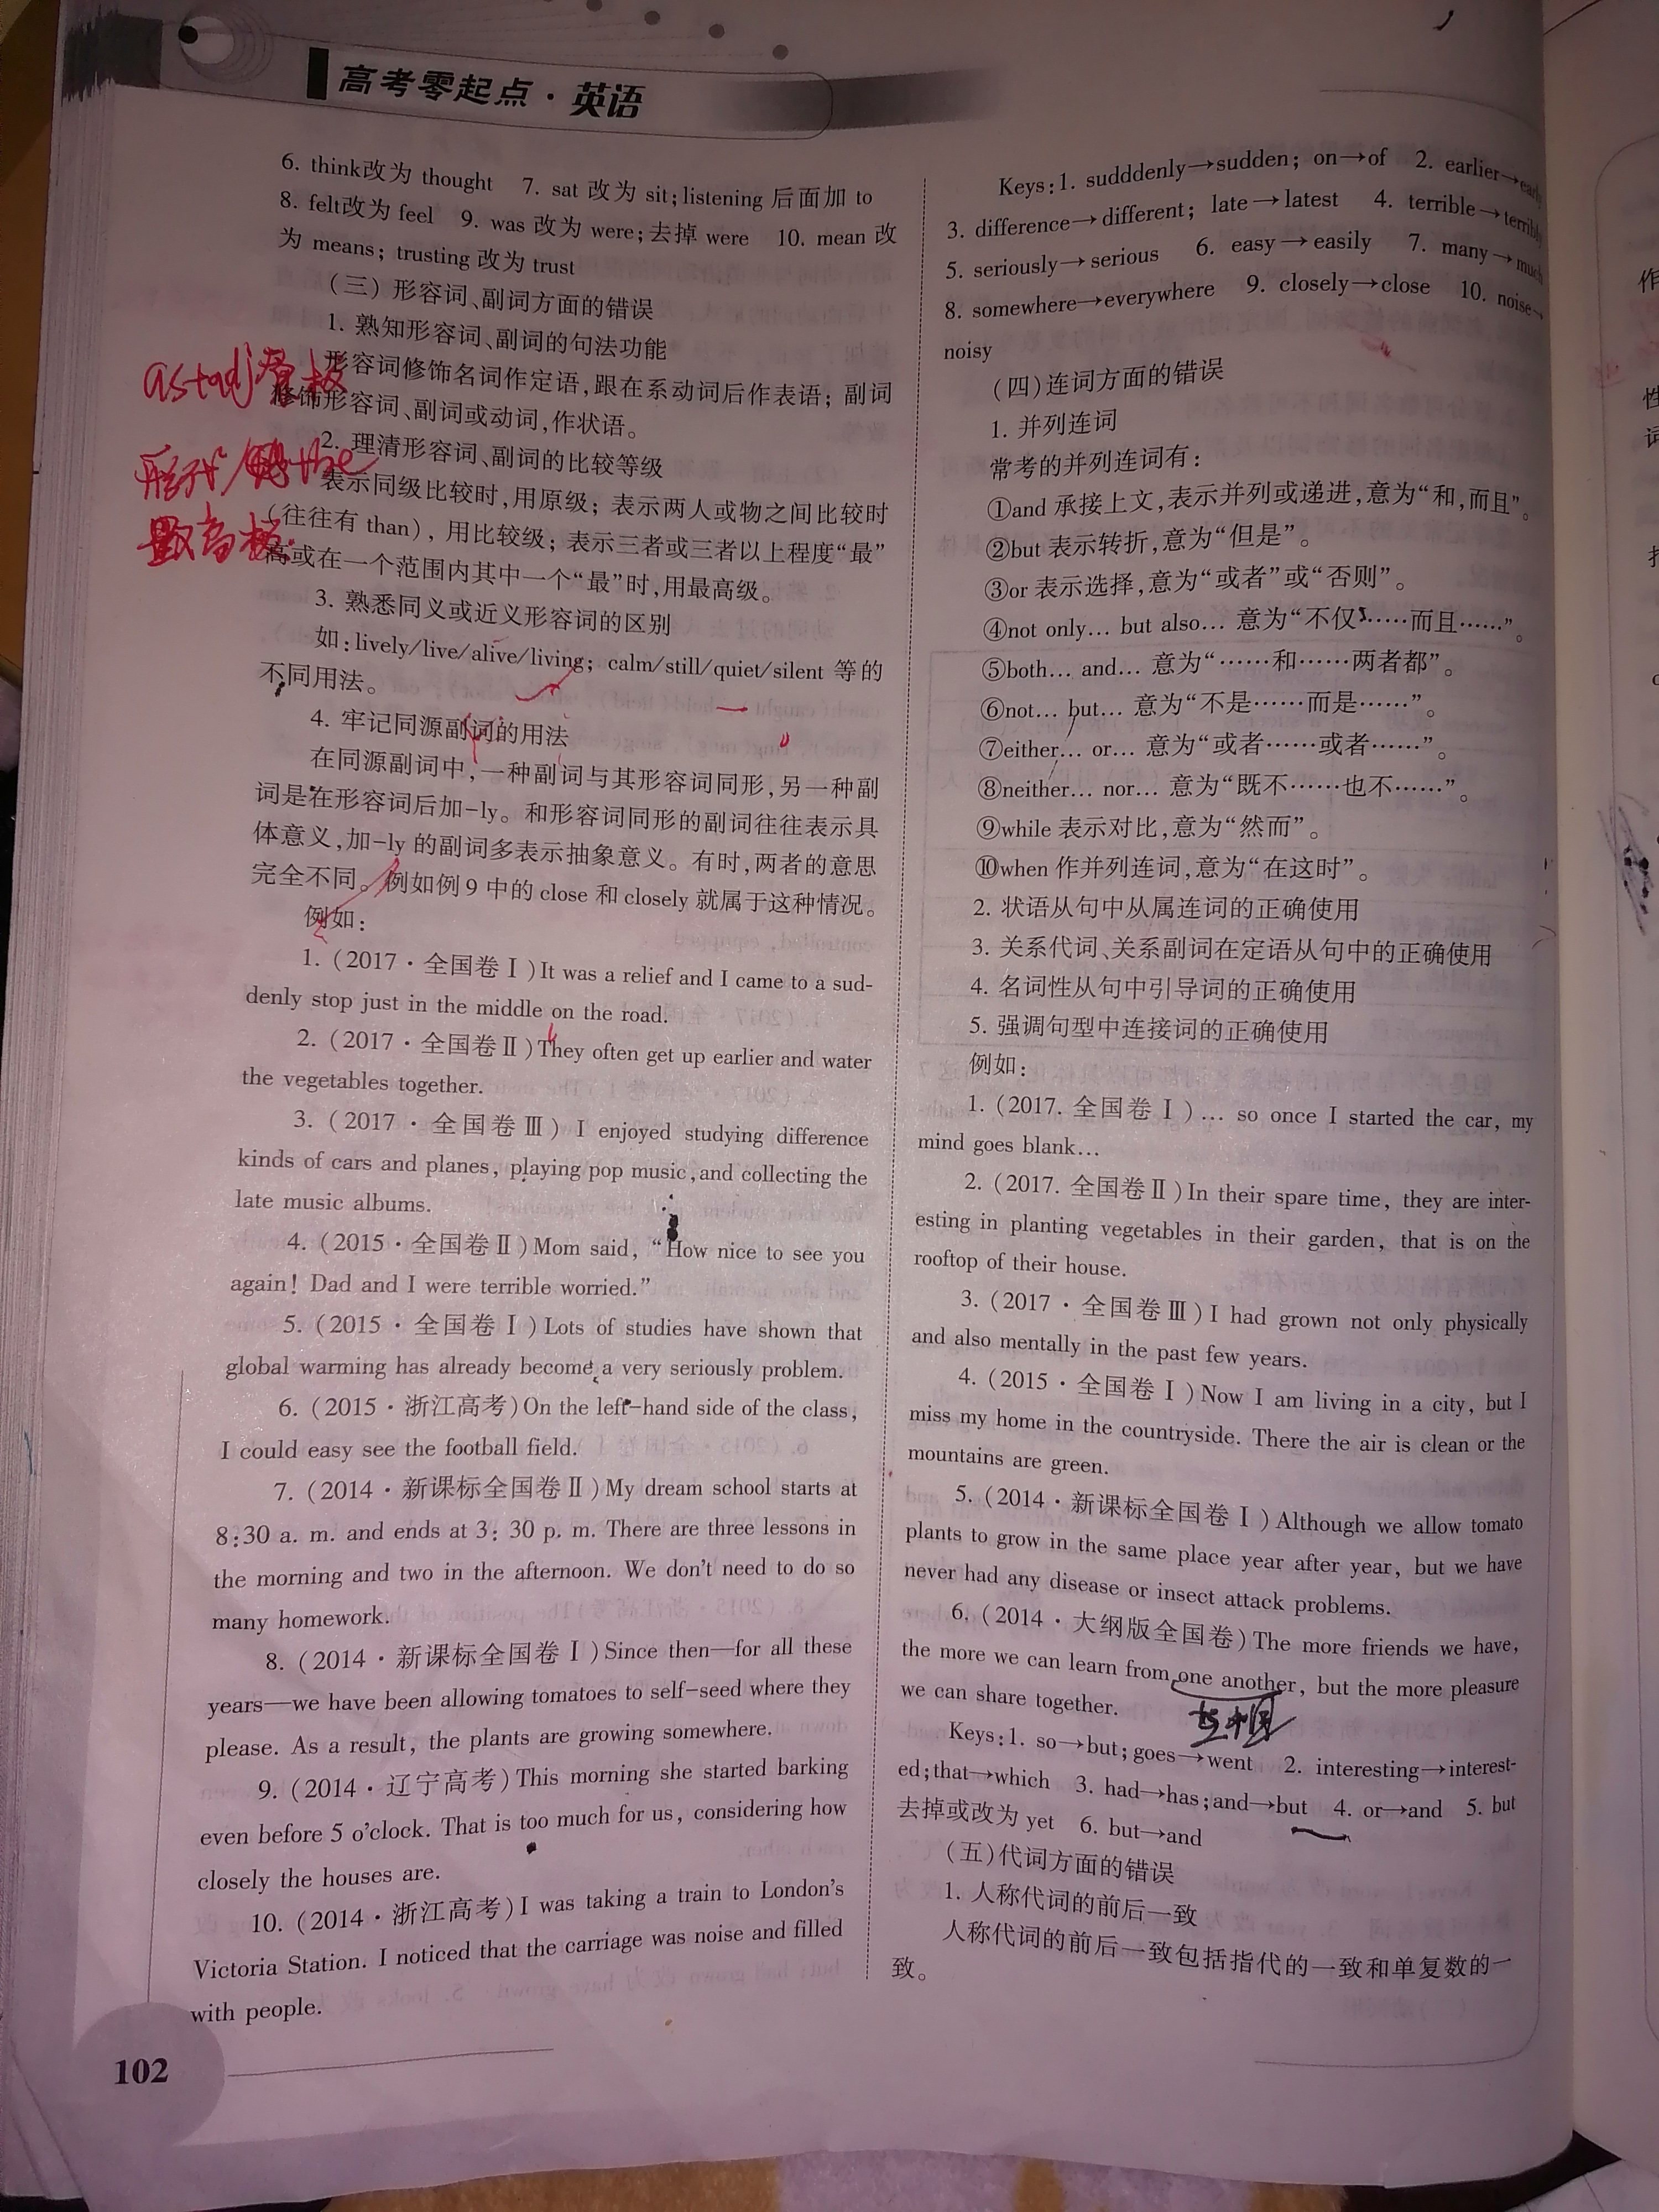 高考零起点·英语
6. think改为 thought 7. sat 改为 sit; listening 后面加 to
8. felt改为 feel 9. was 改为 were;去掉 were 10. mean 改
为 means; trusting 改为 trust
(三) 形容词、副词方面的错误
1. 熟知形容词、副词的句法功能
形容词修饰名词作定语,跟在系动词后作表语; 副词
修饰形容词、副词或动词,作状语。
2. 理清形容词、副词的比较等级
表示同级比较时,用原级; 表示两人或物之间比较时
(往往有 than), 用比较级; 表示三者或三者以上程度“最”
高或在一个范围内其中一个“最”时,用最高级。
3. 熟悉同义或近义形容词的区别
如: lively/live/alive/living; calm/still/quiet/silent 等的
不同用法。
4. 牢记同源副词的用法
在同源副词中,一种副词与其形容词同形,另一种副
词是在形容词后加-ly。和形容词同形的副词往往表示具
体意义,加-ly 的副词多表示抽象意义。有时,两者的意思
完全不同。例如例 9 中的 close 和 closely 就属于这种情况。
例如:
1. (2017·全国卷Ⅰ)It was a relief and I came to a sud-
denly stop just in the middle on the road.
2. (2017·全国卷Ⅱ)They often get up earlier and water
the vegetables together.
3. (2017·全国卷Ⅲ) I enjoyed studying difference
kinds of cars and planes, playing pop music,and collecting the
late music albums.
4. (2015·全国卷Ⅱ)Mom said, “How nice to see you
again! Dad and I were terrible worried.”
5. (2015·全国卷Ⅰ)Lots of studies have shown that
global warming has already become a very seriously problem.
6. (2015·浙江高考)On the left-hand side of the class,
I could easy see the football field.
7. (2014·新课标全国卷Ⅱ)My dream school starts at
8:30 a. m. and ends at 3: 30 p. m. There are three lessons in
the morning and two in the afternoon. We don't need to do so
many homework.
8. (2014·新课标全国卷Ⅰ)Since then—for all these
years—we have been allowing tomatoes to self-seed where they
please. As a result, the plants are growing somewhere.
9. (2014·辽宁高考)This morning she started barking
even before 5 o'clock. That is too much for us, considering how
closely the houses are.
10. (2014·浙江高考)I was taking a train to London's
Victoria Station. I noticed that the carriage was noise and filled
with people.
102
Keys:1. sudddenly→sudden; on→of 2. earlier→
3. difference→different; late→latest 4. terrible→
5. seriously→serious 6. easy→easily 7. many→much
8. somewhere→everywhere 9. closely→close 10. noise→
noisy
(四)连词方面的错误
1. 并列连词
常考的并列连词有:
①and 承接上文,表示并列或递进,意为“和,而且”。
②but 表示转折,意为“但是”。
③or 表示选择,意为“或者”或“否则”。
④not only… but also… 意为“不仅……而且……”。
⑤both… and… 意为“……和……两者都”。
⑥not… but… 意为“不是……而是……”。
⑦either… or… 意为“或者……或者……”。
⑧neither… nor… 意为“既不……也不……”。
⑨while 表示对比,意为“然而”。
⑩when 作并列连词,意为“在这时”。
2. 状语从句中从属连词的正确使用
3. 关系代词、关系副词在定语从句中的正确使用
4. 名词性从句中引导词的正确使用
5. 强调句型中连接词的正确使用
例如:
1. (2017. 全国卷Ⅰ)… so once I started the car, my
mind goes blank…
2. (2017. 全国卷Ⅱ)In their spare time, they are inter-
esting in planting vegetables in their garden, that is on the
rooftop of their house.
3. (2017·全国卷Ⅲ)I had grown not only physically
and also mentally in the past few years.
4. (2015·全国卷Ⅰ)Now I am living in a city, but I
miss my home in the countryside. There the air is clean or the
mountains are green.
5. (2014·新课标全国卷Ⅰ)Although we allow tomato
plants to grow in the same place year after year, but we have
never had any disease or insect attack problems.
6. (2014·大纲版全国卷)The more friends we have,
the more we can learn from one another, but the more pleasure
we can share together.
互相
Keys:1. so→but; goes→went 2. interesting→interest-
ed;that→which 3. had→has;and→but 4. or→and 5. but
去掉或改为 yet 6. but→and
(五)代词方面的错误
1. 人称代词的前后一致
人称代词的前后一致包括指代的一致和单复数的一
致。